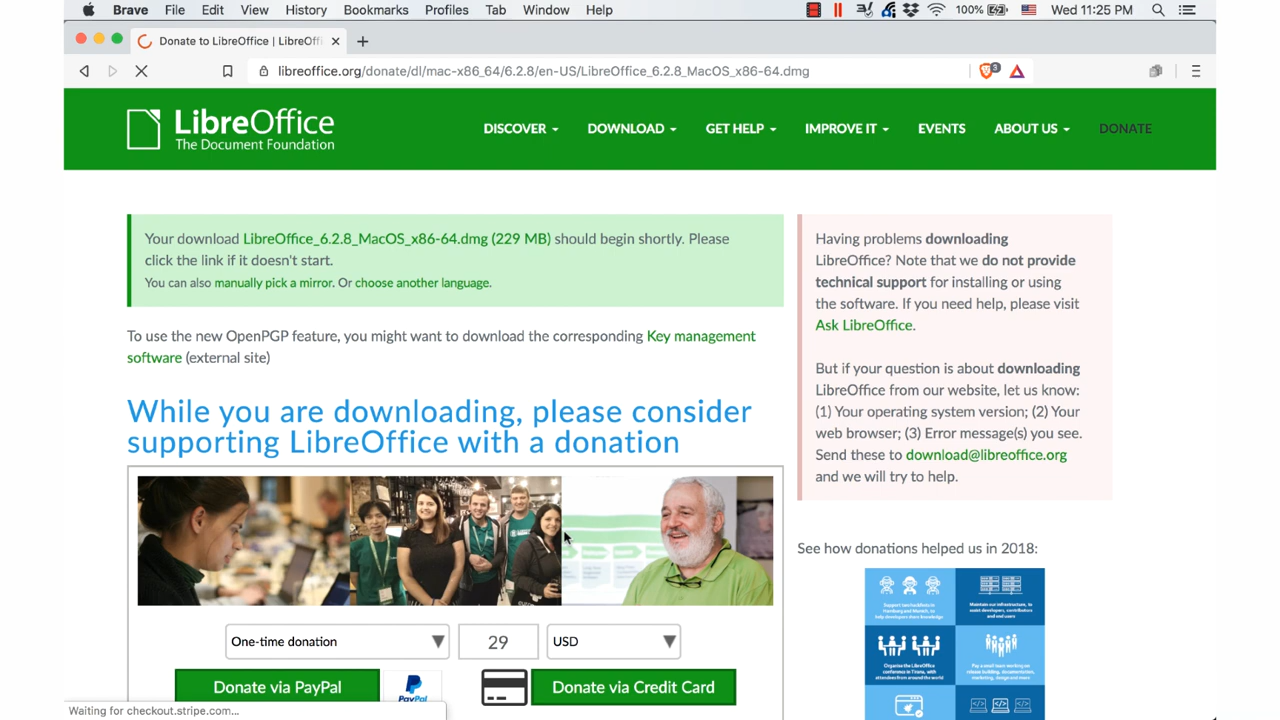 Brave File Edit View History Bookmarks Profiles Tab Window Help 100% Wed 11:25 PM
Donate to LibreOffice | LibreOffi
libreoffice.org/donate/dl/mac-x86_64/6.2.8/en-US/LibreOffice_6.2.8_MacOS_x86-64.dmg 3
LibreOffice
The Document Foundation
DISCOVER DOWNLOAD GET HELP IMPROVE IT EVENTS ABOUT US DONATE
Your download LibreOffice_6.2.8_MacOS_x86-64.dmg (229 MB) should begin shortly. Please
click the link if it doesn't start.
You can also manually pick a mirror. Or choose another language.
To use the new OpenPGP feature, you might want to download the corresponding Key management
software (external site)
While you are downloading, please consider
supporting LibreOffice with a donation
One-time donation 29 USD
Donate via PayPal PayPal Donate via Credit Card
Waiting for checkout.stripe.com...
Having problems downloading
LibreOffice? Note that we do not provide
technical support for installing or using
the software. If you need help, please visit
Ask LibreOffice.
But if your question is about downloading
LibreOffice from our website, let us know:
(1) Your operating system version; (2) Your
web browser; (3) Error message(s) you see.
Send these to download@libreoffice.org
and we will try to help.
See how donations helped us in 2018: